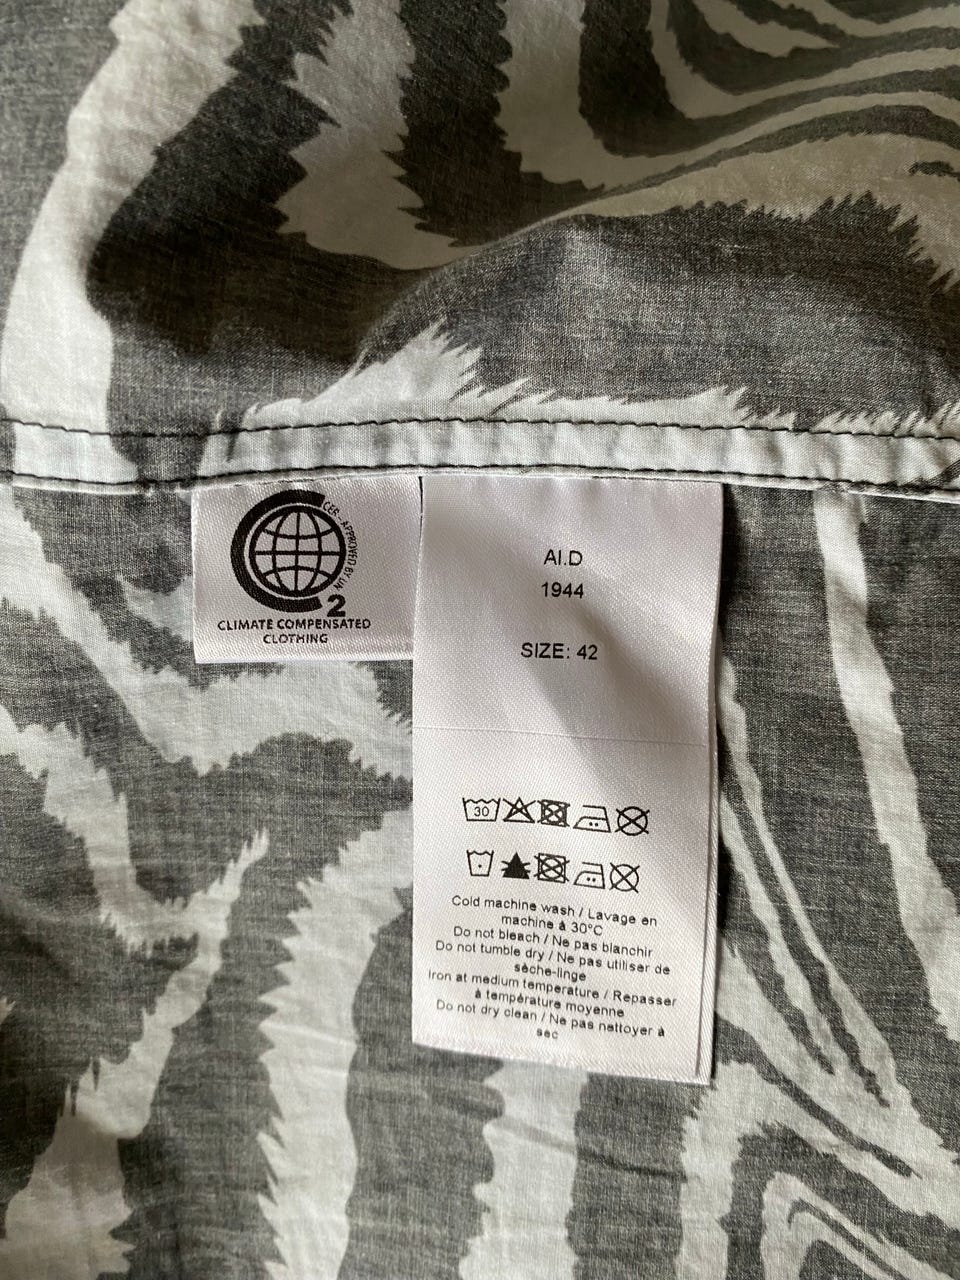 CER - APPROVED BY UN
2
CLIMATE COMPENSATED
CLOTHING
AI.D
1944
SIZE: 42
30
Cold machine wash / Lavage en
machine à 30°C
Do not bleach / Ne pas blanchir
Do not tumble dry / Ne pas utiliser de
sèche-linge
Iron at medium temperature / Repasser
à température moyenne
Do not dry clean / Ne pas nettoyer à
sec